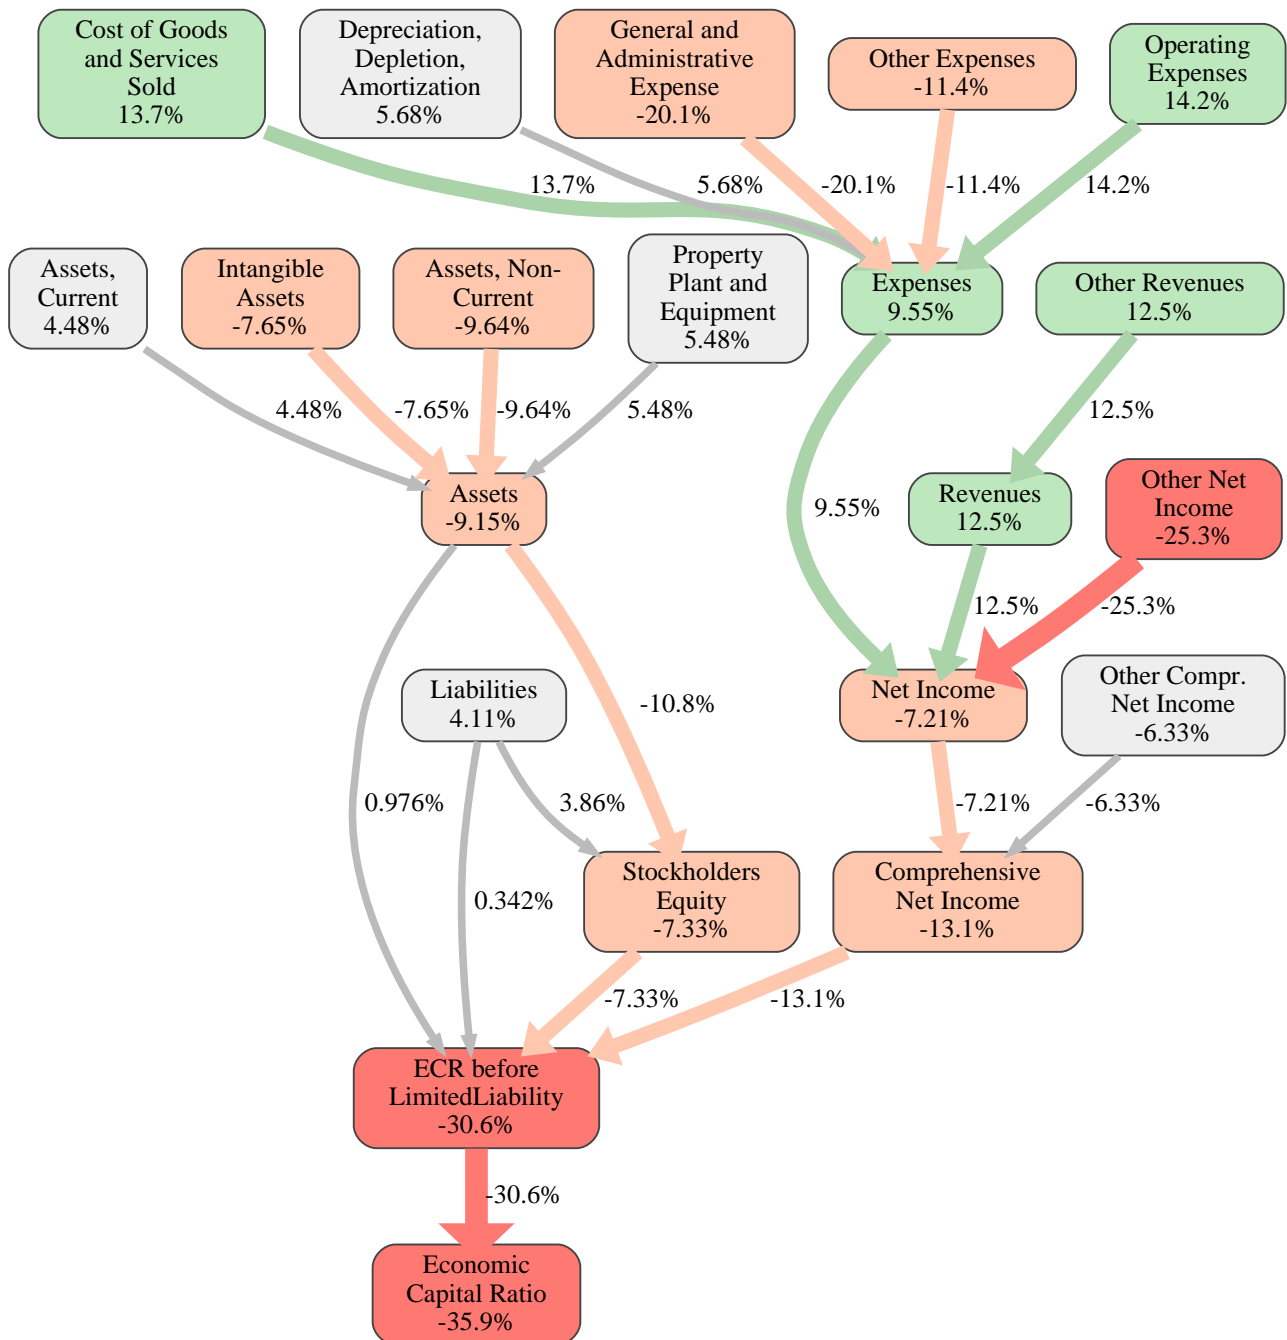 Cost of Goods
and Services
Sold
13.7%
Depreciation,
Depletion,
Amortization
5.68%
General and
Administrative
Expense
-20.1%
Other Expenses
-11.4%
Operating
Expenses
14.2%
13.7%
5.68%
-20.1%
-11.4%
14.2%
Assets,
Current
4.48%
Intangible
Assets
-7.65%
Assets, Non-
Current
-9.64%
Property
Plant and
Equipment
5.48%
Expenses
9.55%
Other Revenues
12.5%
4.48%
-7.65%
-9.64%
5.48%
12.5%
Assets
-9.15%
9.55%
Revenues
12.5%
Other Net
Income
-25.3%
12.5%
-25.3%
Liabilities
4.11%
-10.8%
Net Income
-7.21%
Other Compr.
Net Income
-6.33%
0.976%
3.86%
-7.21%
-6.33%
0.342%
Stockholders
Equity
-7.33%
Comprehensive
Net Income
-13.1%
-7.33%
-13.1%
ECR before
LimitedLiability
-30.6%
-30.6%
Economic
Capital Ratio
-35.9%